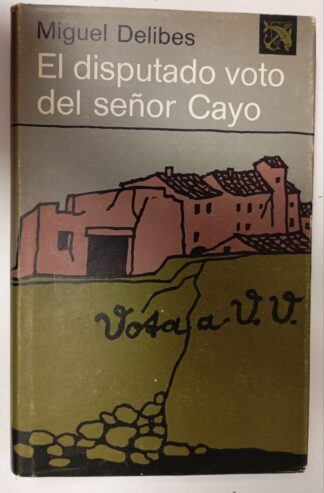 Miguel Delibes
El disputado voto
del señor Cayo
Vota a V.V.